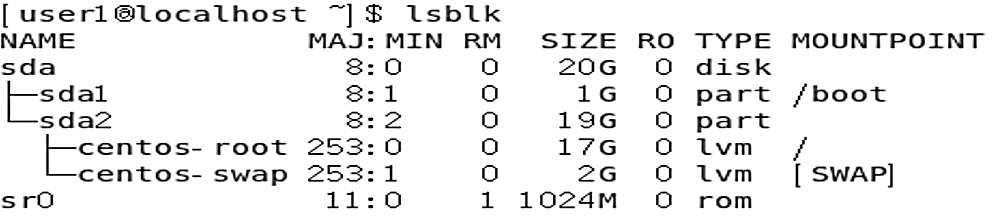 [user1@localhost ~]$ lsblk
NAME            MAJ:MIN RM  SIZE RO TYPE MOUNTPOINT
sda               8:0    0   20G  0 disk
├─sda1            8:1    0    1G  0 part /boot
└─sda2            8:2    0   19G  0 part
  ├─centos-root 253:0    0   17G  0 lvm  /
  └─centos-swap 253:1    0    2G  0 lvm  [SWAP]
sr0              11:0    1 1024M  0 rom